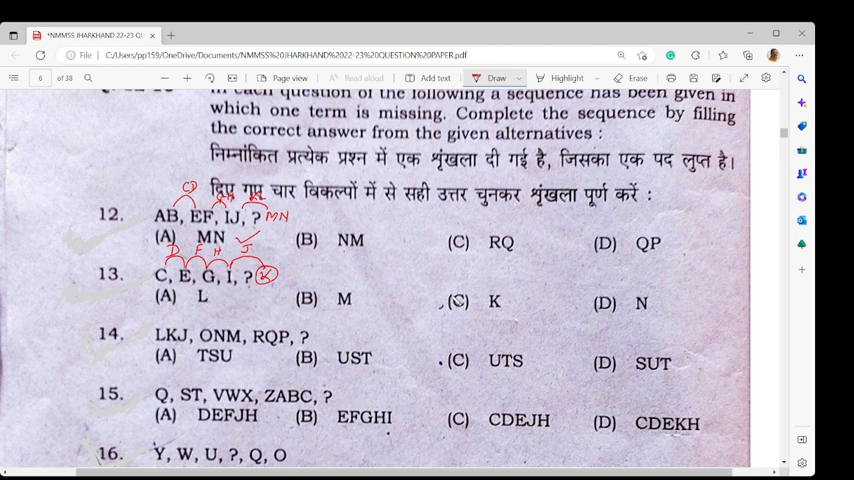 *NMMSS JHARKHAND 22-23 QU
File
C:/Users/pp159/OneDrive/Documents/NMMSS%20JHARKHAND%2022-23%20QUESTION%20PAPER.pdf
6 of 38
Page view
Read aloud
Add text
Draw
Highlight
Erase
In each question of the following a sequence has been given in
which one term is missing. Complete the sequence by filling
the correct answer from the given alternatives :
निम्नांकित प्रत्येक प्रश्न में एक श्रृंखला दी गई है, जिसका एक पद लुप्त है।
दिए गए चार विकल्पों में से सही उत्तर चुनकर श्रृंखला पूर्ण करें :
CD
12. AB, EF, IJ, ? MN
(A) MN (B) NM (C) RQ (D) QP
D F H J
13. C, E, G, I, ? K
(A) L (B) M (C) K (D) N
14. LKJ, ONM, RQP, ?
(A) TSU (B) UST (C) UTS (D) SUT
15. Q, ST, VWX, ZABC, ?
(A) DEFJH (B) EFGHI (C) CDEJH (D) CDEKH
16. Y, W, U, ?, Q, O